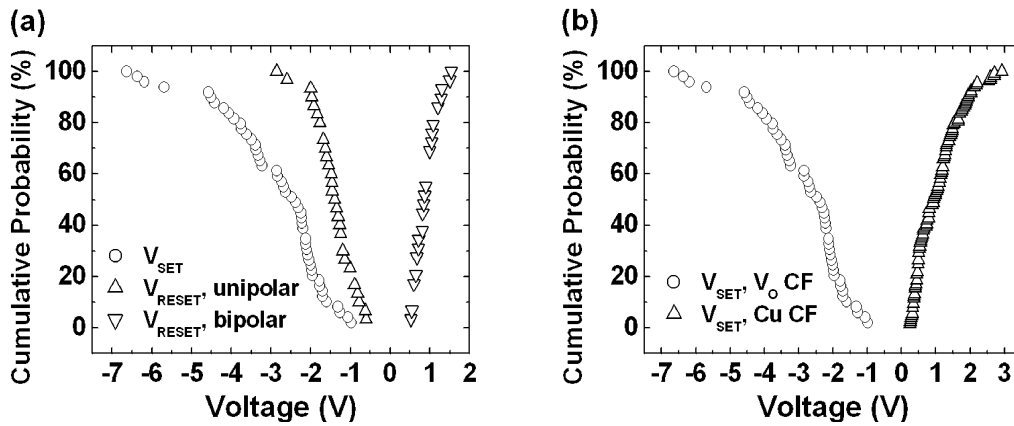 (a)
Cumulative Probability (%)
100
80
60
40
20
0
V_SET
V_RESET, unipolar
V_RESET, bipolar
-7 -6 -5 -4 -3 -2 -1 0 1 2
Voltage (V)
(b)
Cumulative Probability (%)
100
80
60
40
20
0
V_SET, V_O CF
V_SET, Cu CF
-7 -6 -5 -4 -3 -2 -1 0 1 2 3
Voltage (V)